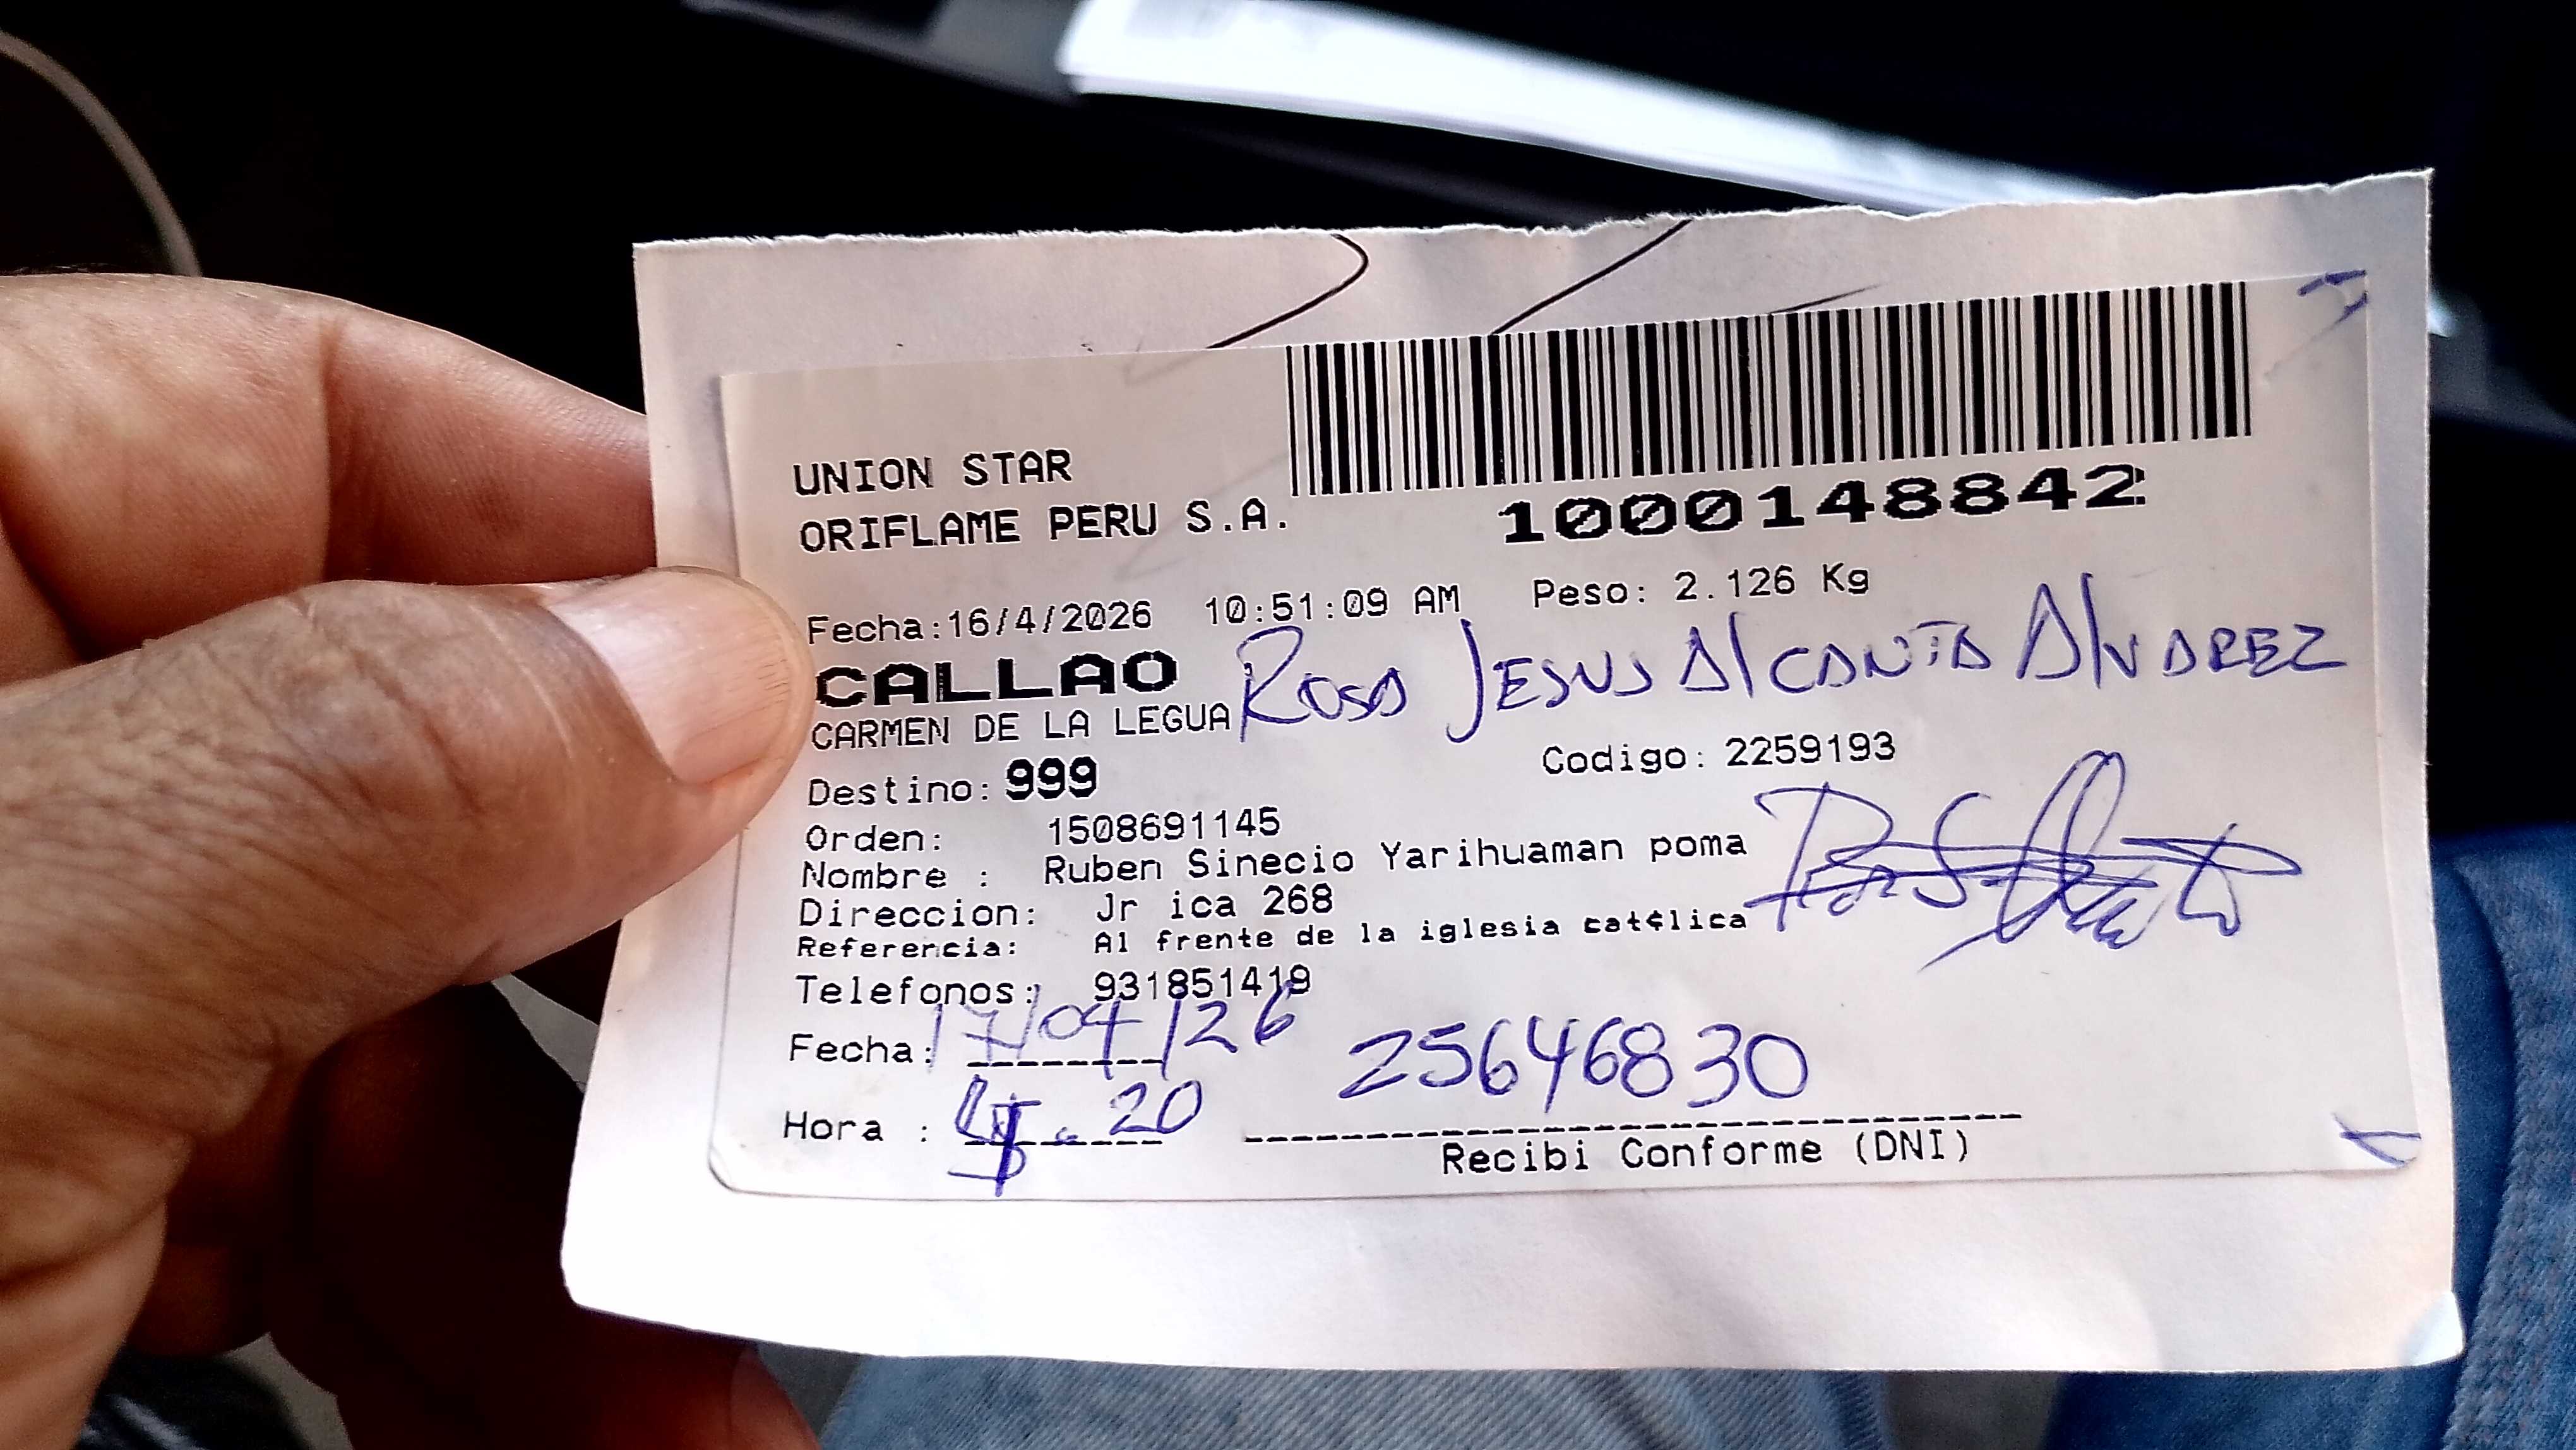 UNION STAR
ORIFLAME PERU S.A.
1000148842
Fecha:16/4/2026 10:51:09 AM Peso: 2.126 Kg
CALLAO
Rosa Jesus Alcanta Alvarez
CARMEN DE LA LEGUA
Destino: 999 Codigo: 2259193
Orden: 1508691145
Nombre : Ruben Sinecio Yarihuaman poma
Direccion: Jr ica 268
Referencia: Al frente de la iglesia cat¢lica
Telefonos: 931851419
Fecha: 17/04/26
25646830
Hora : 20
Recibi Conforme (DNI)